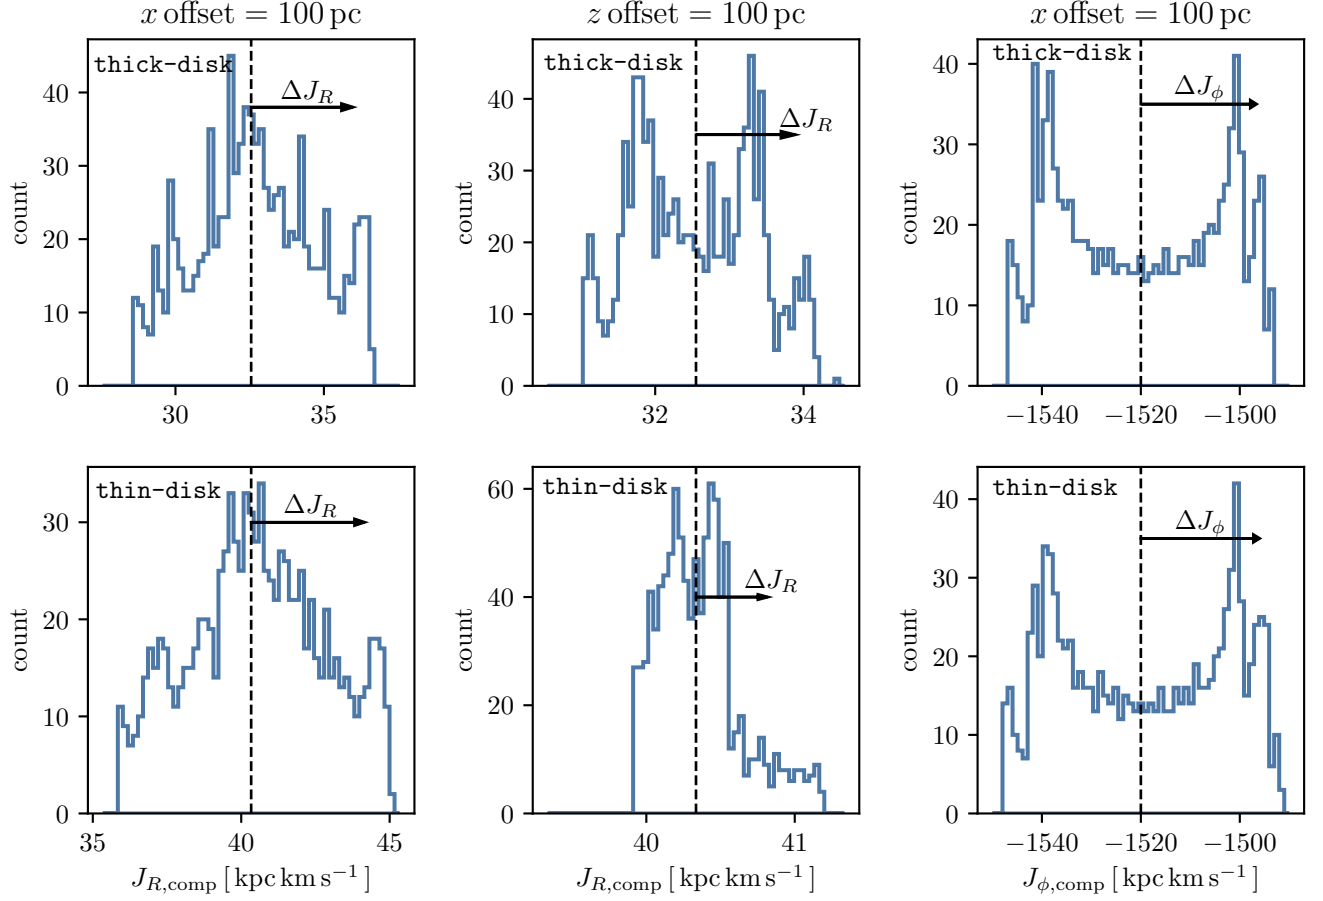 x offset = 100 pc
z offset = 100 pc
x offset = 100 pc
thick-disk
ΔJ_R
count
40
30
20
10
0
30
35
thick-disk
ΔJ_R
count
40
30
20
10
0
32
34
thick-disk
ΔJ_ϕ
count
40
30
20
10
0
−1540
−1520
−1500
thin-disk
ΔJ_R
count
30
20
10
0
35
40
45
J_{R,comp} [kpc km s^{−1}]
thin-disk
ΔJ_R
count
60
40
20
0
40
41
J_{R,comp} [kpc km s^{−1}]
thin-disk
ΔJ_ϕ
count
40
30
20
10
0
−1540
−1520
−1500
J_{ϕ,comp} [kpc km s^{−1}]